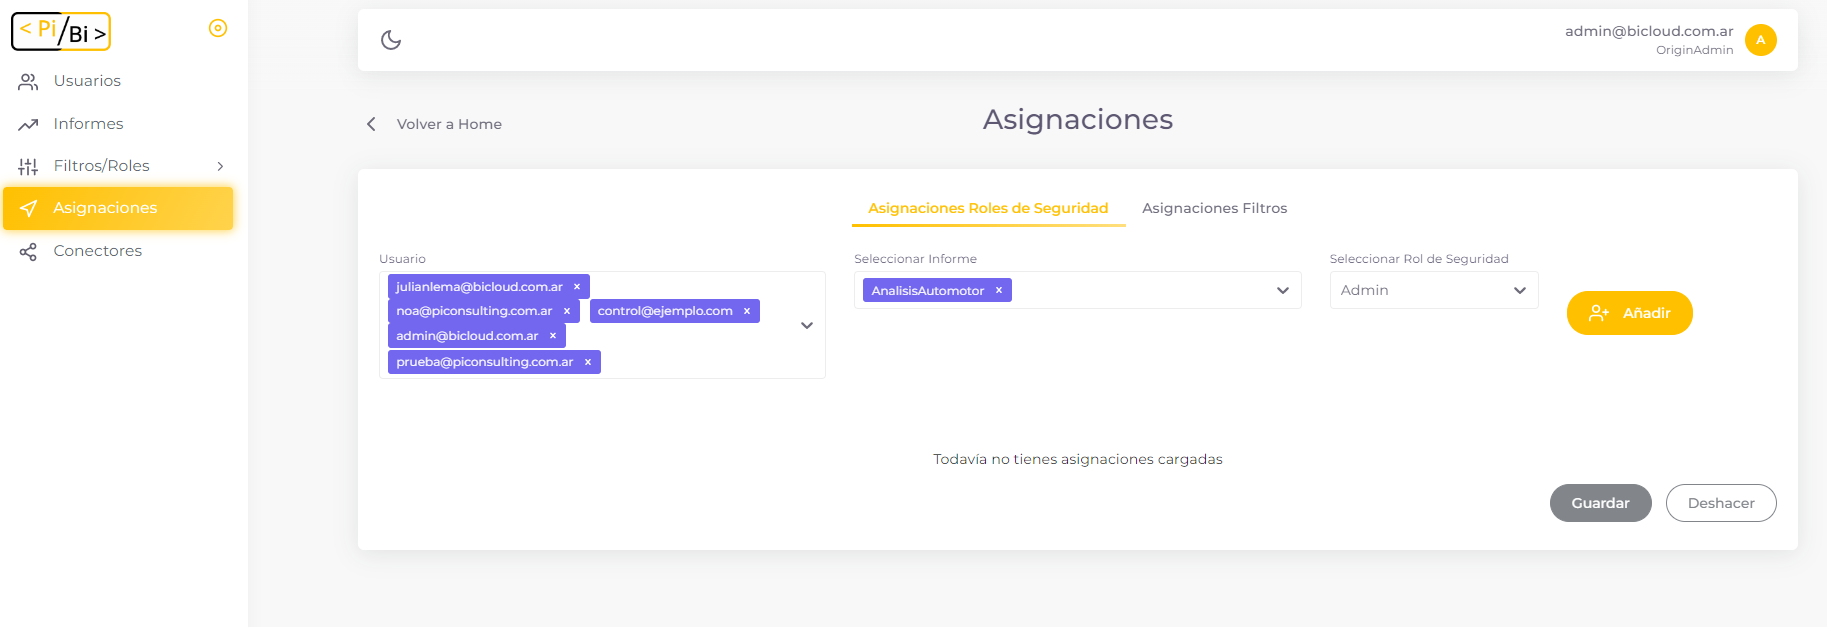 < Pi/Bi >
Usuarios
Informes
Filtros/Roles
Asignaciones
Conectores
admin@bicloud.com.ar
OriginAdmin
A
Volver a Home
Asignaciones
Asignaciones Roles de Seguridad
Asignaciones Filtros
Usuario
julianlema@bicloud.com.ar ×
noa@piconsulting.com.ar × control@ejemplo.com ×
admin@bicloud.com.ar ×
prueba@piconsulting.com.ar ×
Seleccionar Informe
AnalisisAutomotor ×
Seleccionar Rol de Seguridad
Admin
Añadir
Todavía no tienes asignaciones cargadas
Guardar
Deshacer